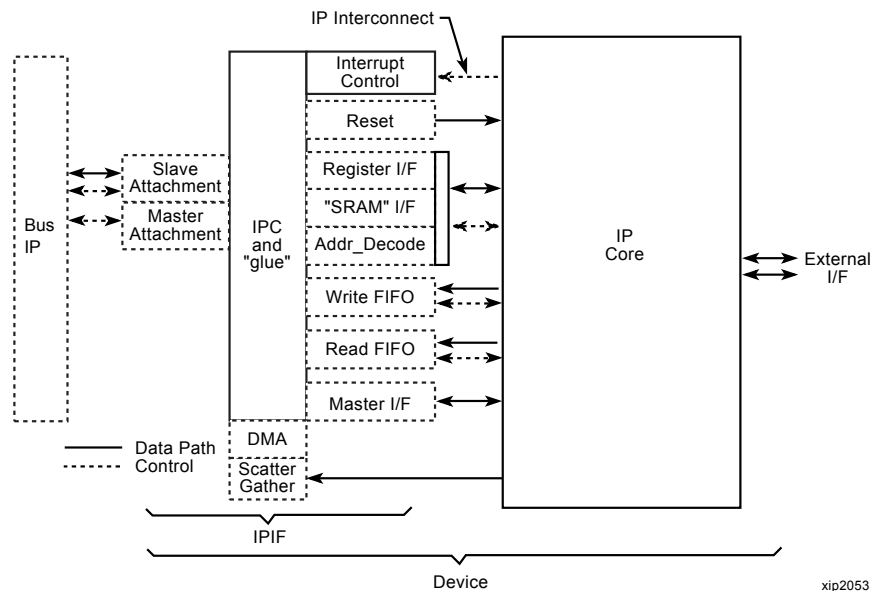 IP Interconnect
Interrupt
Control
Reset
Register I/F
"SRAM" I/F
Addr_Decode
Write FIFO
Read FIFO
Master I/F
Slave
Attachment
Master
Attachment
Bus
IP
IPC
and
"glue"
IP
Core
External
I/F
DMA
Scatter
Gather
Data Path
Control
IPIF
Device
xip2053